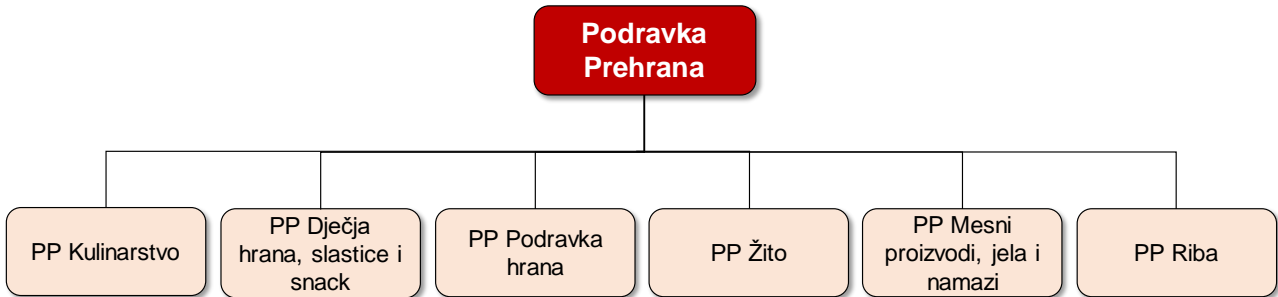 Podravka
Prehrana
PP Kulinarstvo
PP Dječja
hrana, slastice i
snack
PP Podravka
hrana
PP Žito
PP Mesni
proizvodi, jela i
namazi
PP Riba